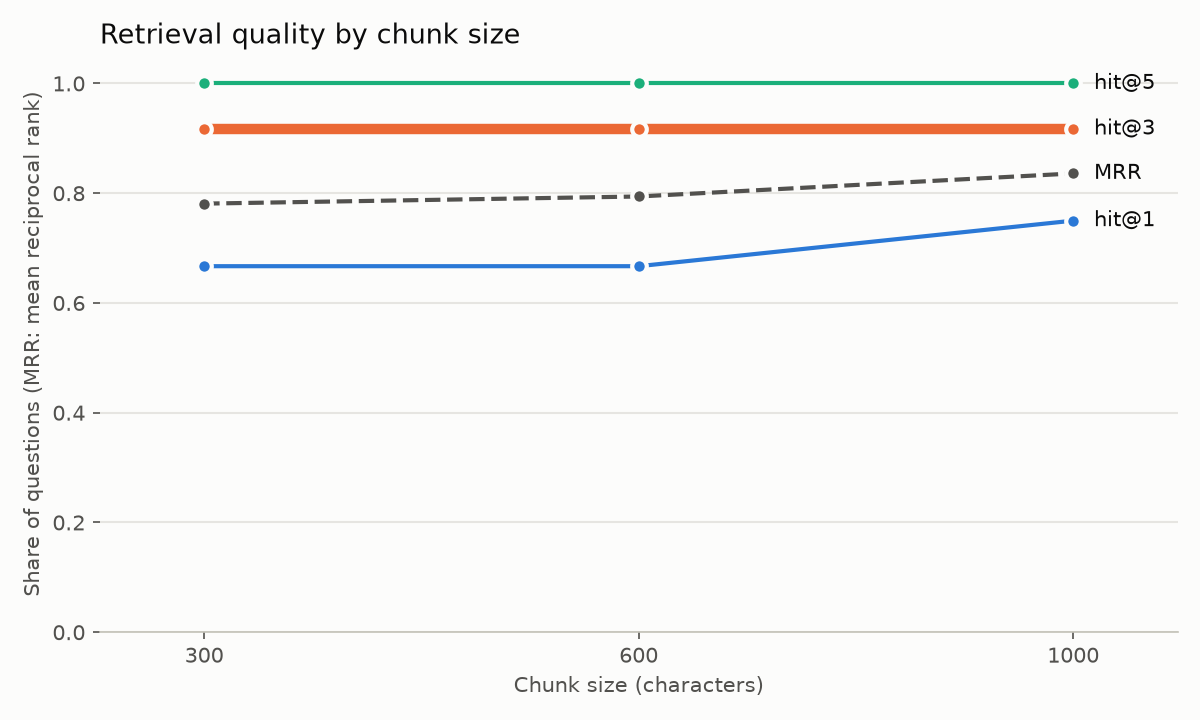 Retrieval quality by chunk size
Share of questions (MRR: mean reciprocal rank)
1.0
0.8
0.6
0.4
0.2
0.0
hit@5
hit@3
MRR
hit@1
300
600
1000
Chunk size (characters)